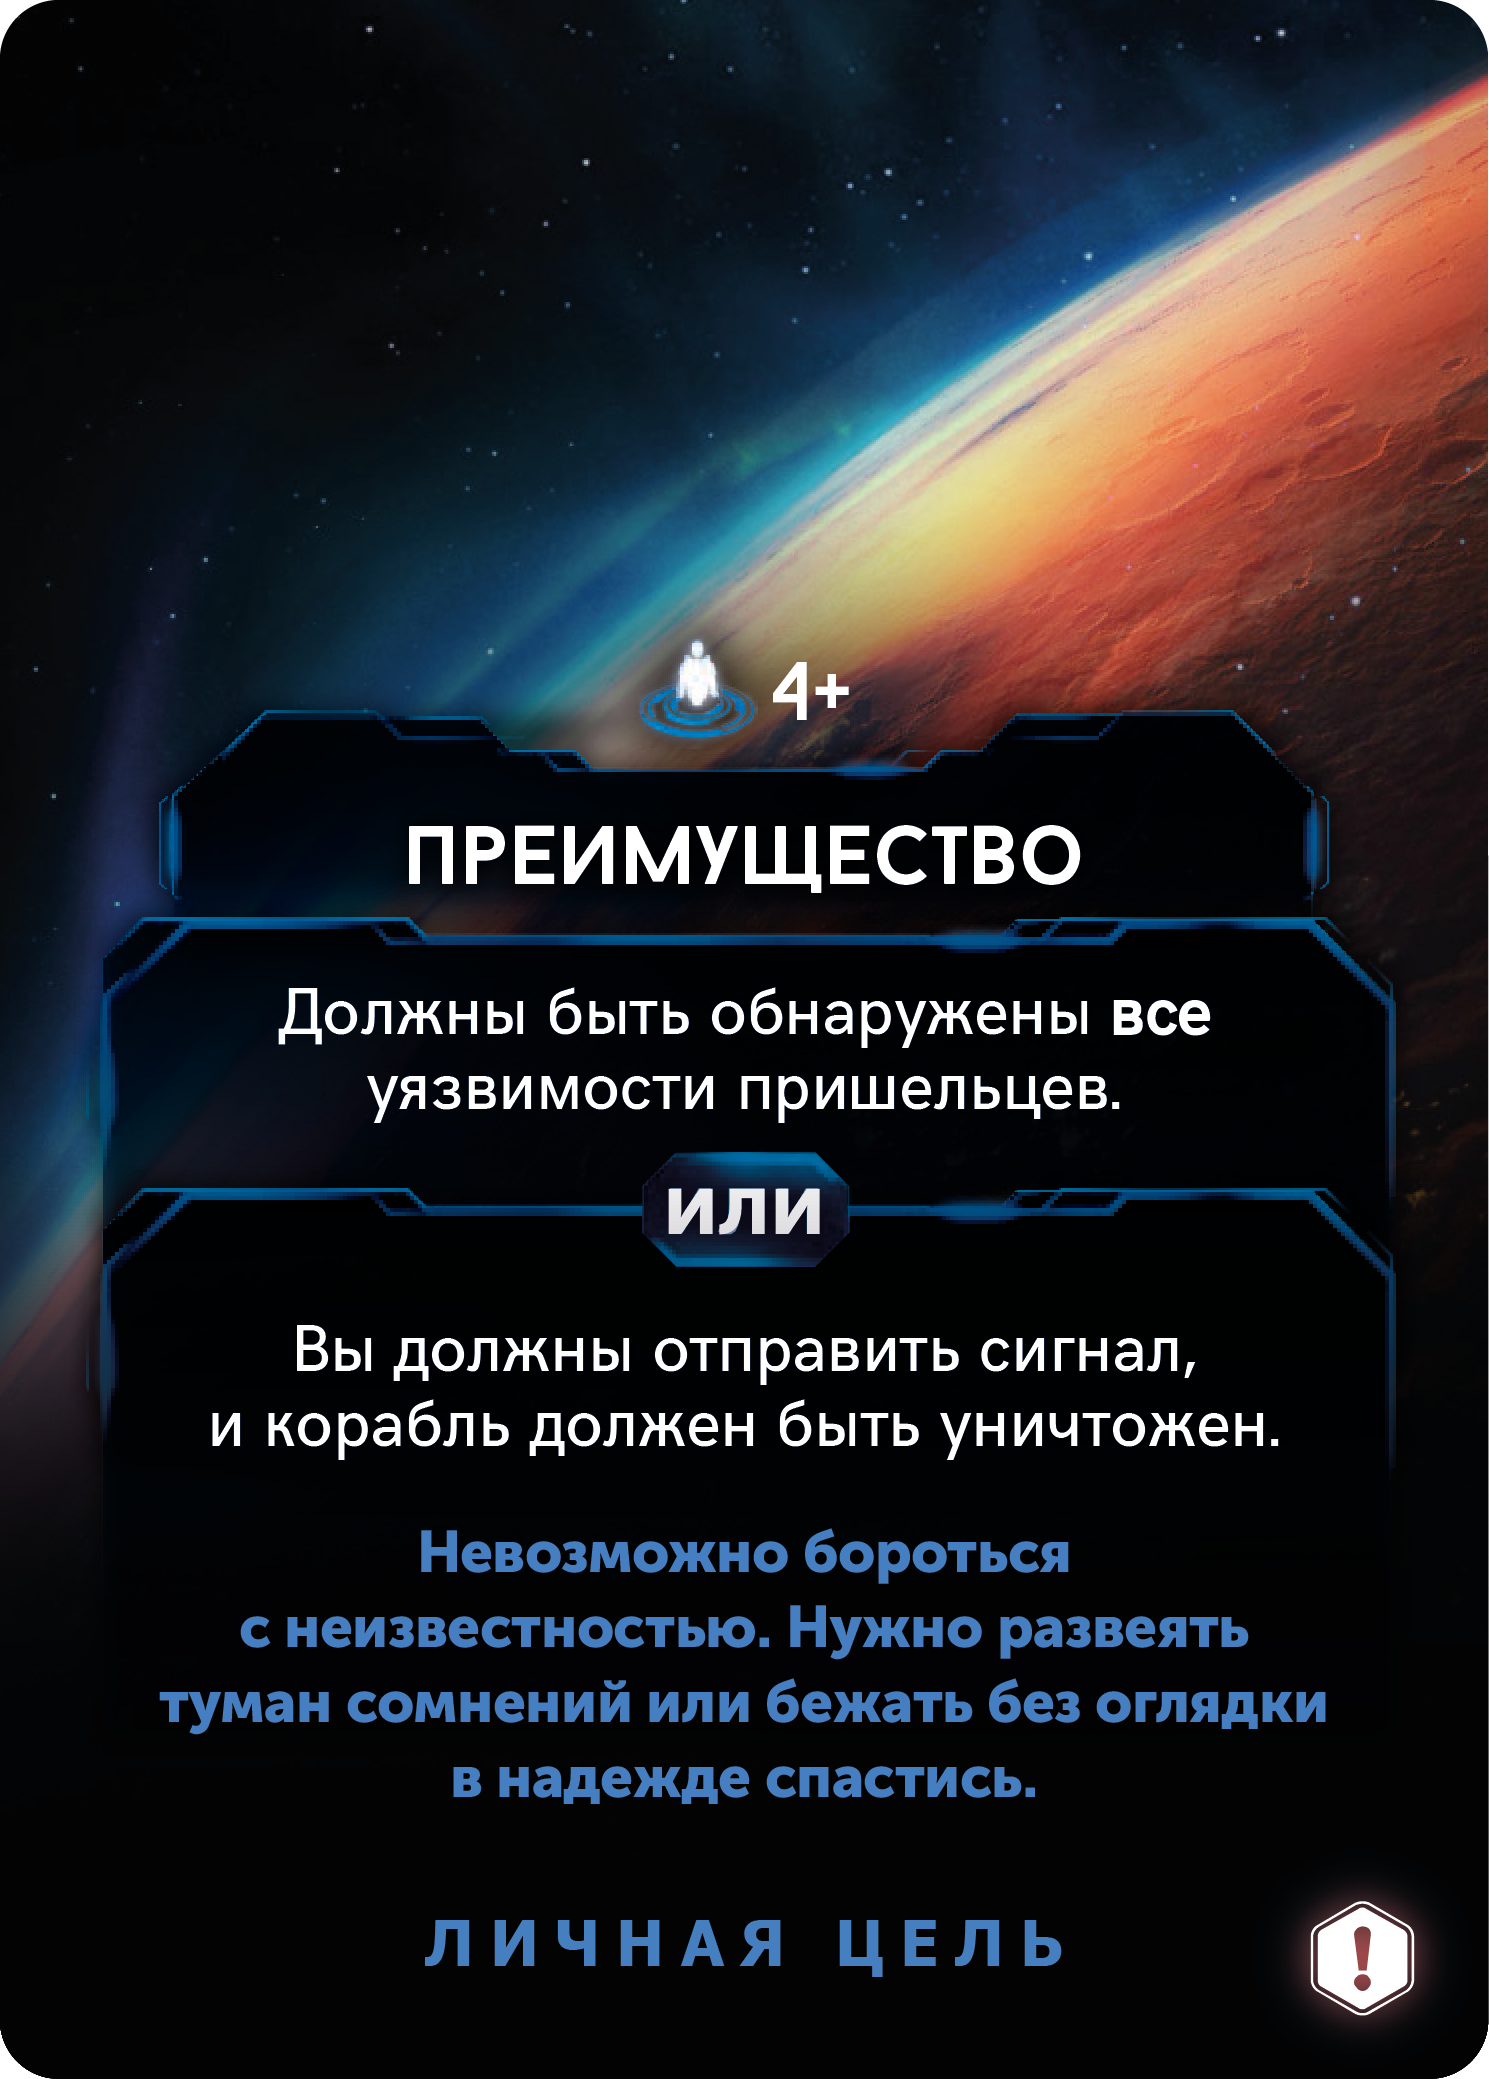 4+
ПРЕИМУЩЕСТВО
Должны быть обнаружены все
уязвимости пришельцев.
ИЛИ
Вы должны отправить сигнал,
и корабль должен быть уничтожен.
Невозможно бороться
с неизвестностью. Нужно развеять
туман сомнений или бежать без оглядки
в надежде спастись.
ЛИЧНАЯ ЦЕЛЬ
!